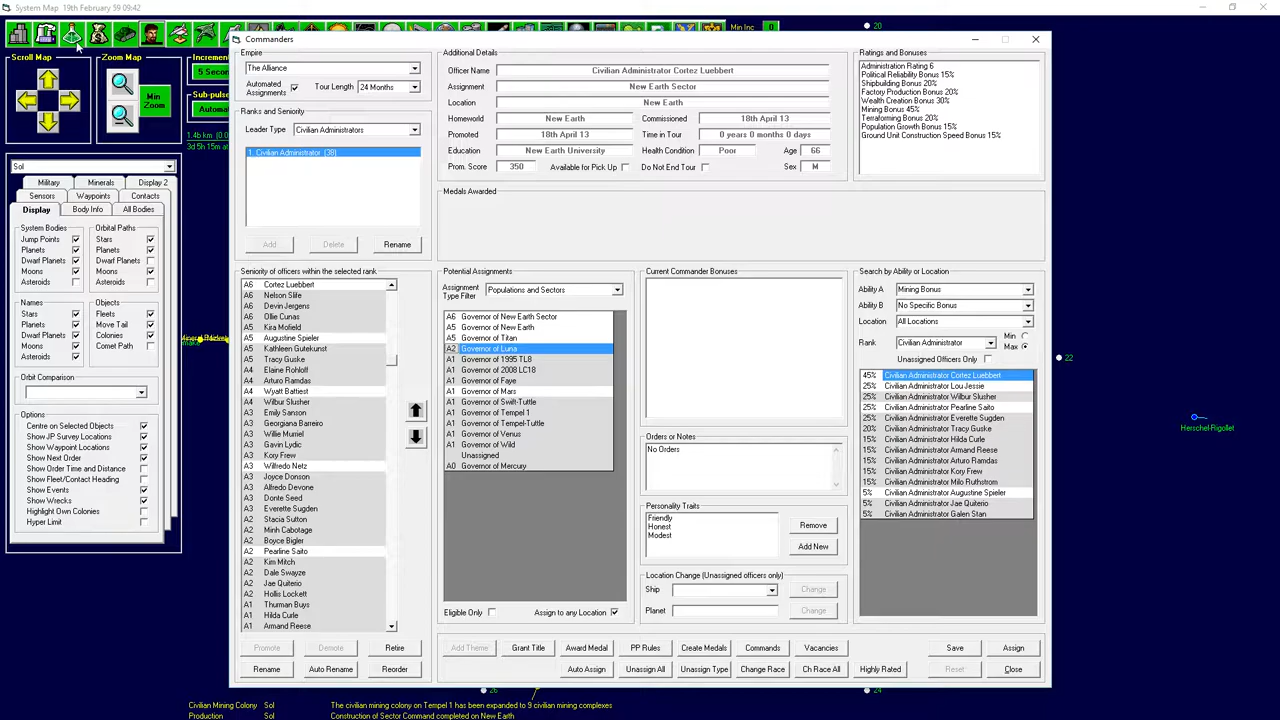 System Map 19th February 59 09:42
Min Inc
0
20
Scroll Map
Zoom Map
Min
Zoom
Increment
5 Secon
Sub-pulse
Automat
1.4b km
3d 5h 15m
Sol
Military
Minerals
Display 2
Sensors
Waypoints
Contacts
Display
Body Info
All Bodies
System Bodies
Orbital Paths
Jump Points
Stars
Planets
Planets
Dwarf Planets
Dwarf Planets
Moons
Moons
Asteroids
Asteroids
Names
Objects
Stars
Fleets
Planets
Move Tail
Dwarf Planets
Colonies
Moons
Comet Path
Asteroids
Orbit Comparison
Options
Centre on Selected Objects
Show JP Survey Locations
Show Waypoint Locations
Show Next Order
Show Order Time and Distance
Show Fleet/Contact Heading
Show Events
Show Wrecks
Highlight Own Colonies
Hyper Limit
Commanders
Empire
The Alliance
Automated
Assignments
Tour Length
24 Months
Ranks and Seniority
Leader Type
Civilian Administrators
1 Civilian Administrator (38)
Add
Delete
Rename
Additional Details
Officer Name
Civilian Administrator Cortez Luebbert
Assignment
New Earth Sector
Location
New Earth
Homeworld
New Earth
Commissioned
18th April 13
Promoted
18th April 13
Time in Tour
0 years 0 months 0 days
Education
New Earth University
Health Condition
Poor
Age
66
Prom. Score
350
Available for Pick Up
Do Not End Tour
Sex
M
Medals Awarded
Ratings and Bonuses
Administration Rating 6
Political Reliability Bonus 15%
Shipbuilding Bonus 20%
Factory Production Bonus 20%
Wealth Creation Bonus 30%
Mining Bonus 45%
Terraforming Bonus 20%
Population Growth Bonus 15%
Ground Unit Construction Speed Bonus 15%
Seniority of officers within the selected rank
A6 Cortez Luebbert
A6 Nelson Slife
A6 Devin Jergens
A6 Ollie Cunas
A5 Kira Mofield
A5 Augustine Spieler
A5 Kathleen Gutekunst
A5 Tracy Guske
A4 Elaine Rohloff
A4 Arturo Ramdas
A4 Wyatt Battiest
A4 Wilbur Slusher
A3 Emily Sanson
A3 Georgiana Barreiro
A3 Willie Murriel
A3 Gavin Lydic
A3 Kory Frew
A3 Wilfredo Netz
A3 Joyce Donson
A3 Alfredo Devone
A3 Donte Seed
A3 Everette Sugden
A2 Stacia Sutton
A2 Minh Cabotage
A2 Boyce Bigler
A2 Pearline Saito
A2 Kim Mitch
A2 Dale Swayze
A2 Jae Quiterio
A2 Hollis Lockett
A1 Thurman Buys
A1 Hilda Curle
A1 Armand Reese
Promote
Demote
Retire
Rename
Auto Rename
Reorder
Potential Assignments
Assignment
Type Filter
Populations and Sectors
A6 Governor of New Earth Sector
A5 Governor of New Earth
A5 Governor of Titan
A2 Governor of Luna
A1 Governor of 1995 TL8
A1 Governor of 2008 LC18
A1 Governor of Faye
A1 Governor of Mars
A1 Governor of Swift-Tuttle
A1 Governor of Tempel 1
A1 Governor of Tempel-Tuttle
A1 Governor of Venus
A1 Governor of Wild
Unassigned
A0 Governor of Mercury
Eligible Only
Assign to any Location
Current Commander Bonuses
Orders or Notes
No Orders
Personality Traits
Friendly
Honest
Modest
Remove
Add New
Location Change (Unassigned officers only)
Ship
Change
Planet
Change
Search by Ability or Location
Ability A
Mining Bonus
Ability B
No Specific Bonus
Location
All Locations
Min
Rank
Civilian Administrator
Max
Unassigned Officers Only
45% Civilian Administrator Cortez Luebbert
25% Civilian Administrator Lou Jessie
25% Civilian Administrator Wilbur Slusher
25% Civilian Administrator Pearline Saito
25% Civilian Administrator Everette Sugden
20% Civilian Administrator Tracy Guske
15% Civilian Administrator Hilda Curle
15% Civilian Administrator Armand Reese
15% Civilian Administrator Arturo Ramdas
15% Civilian Administrator Kory Frew
15% Civilian Administrator Milo Ruthstrom
5% Civilian Administrator Augustine Spieler
5% Civilian Administrator Jae Quiterio
5% Civilian Administrator Galen Stan
Add Theme
Grant Title
Award Medal
PP Rules
Create Medals
Commands
Vacancies
Save
Assign
Auto Assign
Unassign All
Unassign Type
Change Race
Ch Race All
Highly Rated
Reset
Close
22
Herschel Rigollet
26
24
Civilian Mining Colony Sol The civilian mining colony on Tempel 1 has been expanded to 9 civilian mining complexes
Production Sol Construction of Sector Command completed on New Earth